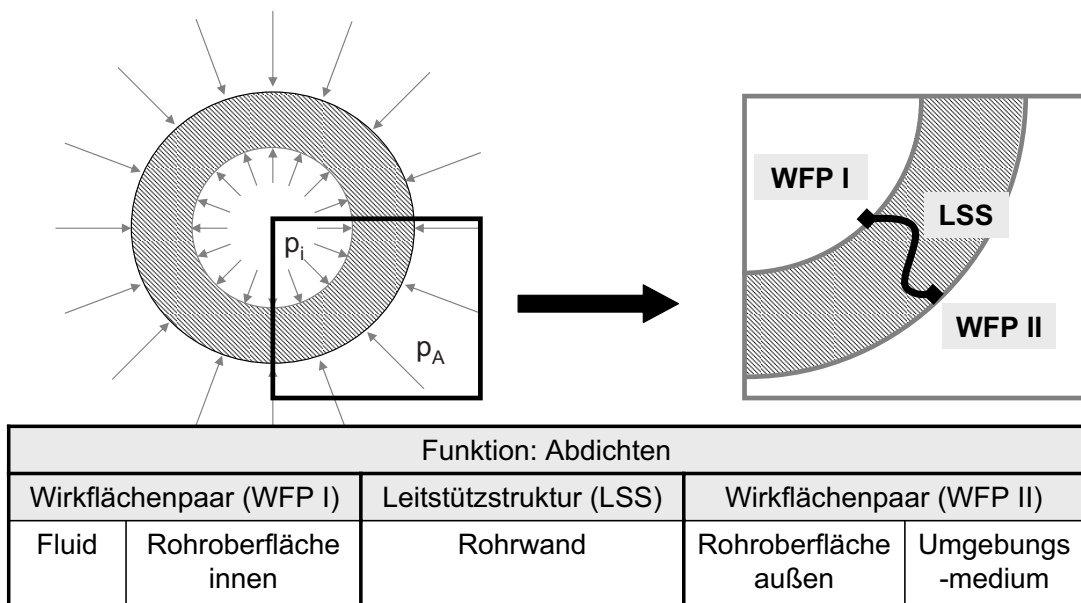 p_i
p_A
WFP I
LSS
WFP II
Funktion: Abdichten
Wirkflächenpaar (WFP I)
Leitstützstruktur (LSS)
Wirkflächenpaar (WFP II)
Fluid
Rohroberfläche
innen
Rohrwand
Rohroberfläche
außen
Umgebungs
-medium